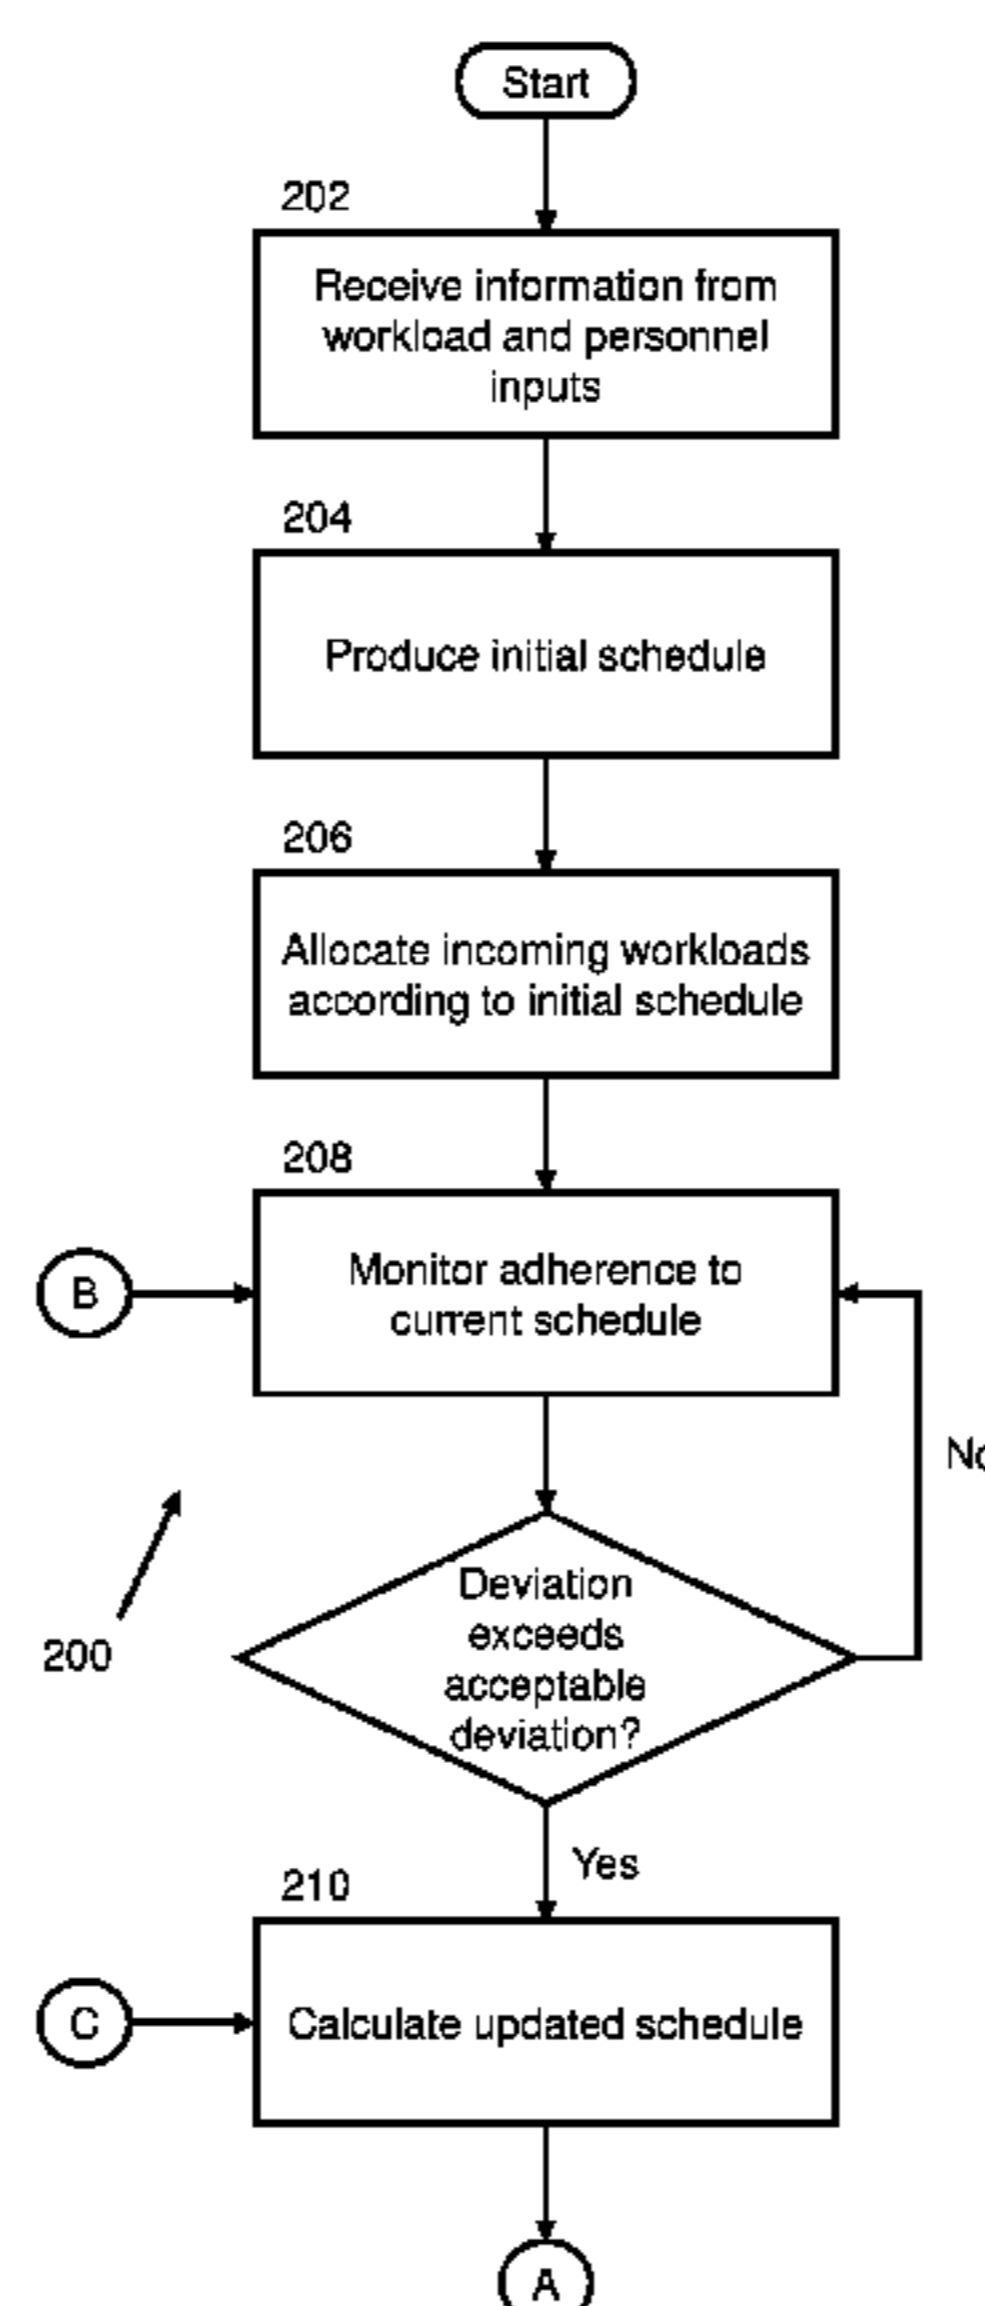 Start
202
Receive information from
workload and personnel
inputs
204
Produce initial schedule
206
Allocate incoming workloads
according to initial schedule
208
B
Monitor adherence to
current schedule
No
Deviation
exceeds
acceptable
deviation?
200
Yes
210
C
Calculate updated schedule
A